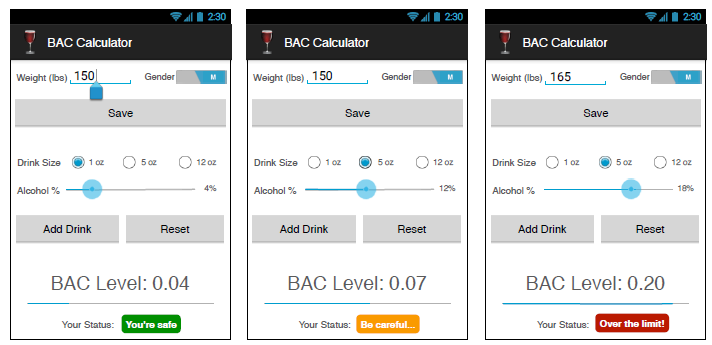 2:30
BAC Calculator
Weight (lbs) 150 Gender M
Save
Drink Size 1 oz 5 oz 12 oz
Alcohol % 4%
Add Drink Reset
BAC Level: 0.04
Your Status: You're safe
2:30
BAC Calculator
Weight (lbs) 150 Gender M
Save
Drink Size 1 oz 5 oz 12 oz
Alcohol % 12%
Add Drink Reset
BAC Level: 0.07
Your Status: Be careful...
2:30
BAC Calculator
Weight (lbs) 165 Gender M
Save
Drink Size 1 oz 5 oz 12 oz
Alcohol % 18%
Add Drink Reset
BAC Level: 0.20
Your Status: Over the limit!